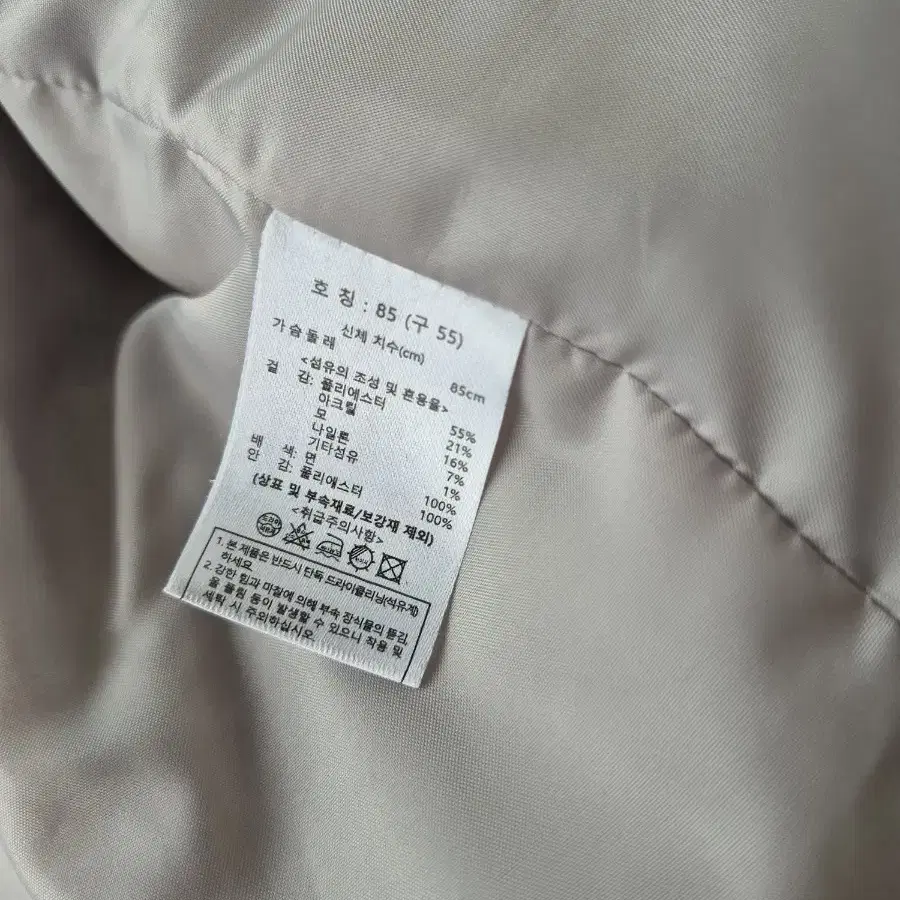 호 칭 : 85 (구 55)
신체 치수(cm)
가슴둘레 85cm
<섬유의 조성 및 혼용율>
겉 감: 폴리에스터 55%
아크릴 21%
모 16%
나일론 7%
기타섬유 1%
배 색: 면 100%
안 감: 폴리에스터 100%
(상표 및 부속재료/보강재 제외)
<취급주의사항>
드라이
1. 본 제품은 반드시 단독 드라이클리닝(석유계)
하세요.
2. 강한 힘과 마찰에 의해 부속 장식물의 뜯김,
올 풀림 등이 발생할 수 있으니 착용 및
세탁 시 주의하십시오.